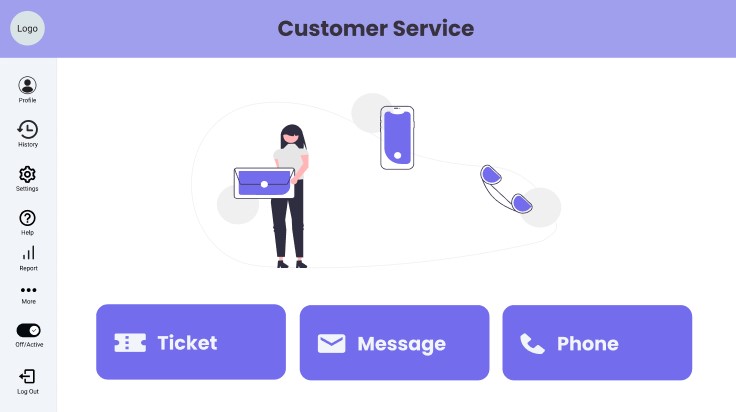 Logo
Customer Service
Profile
History
Settings
Help
Report
More
Off/Active
Log Out
Ticket
Message
Phone